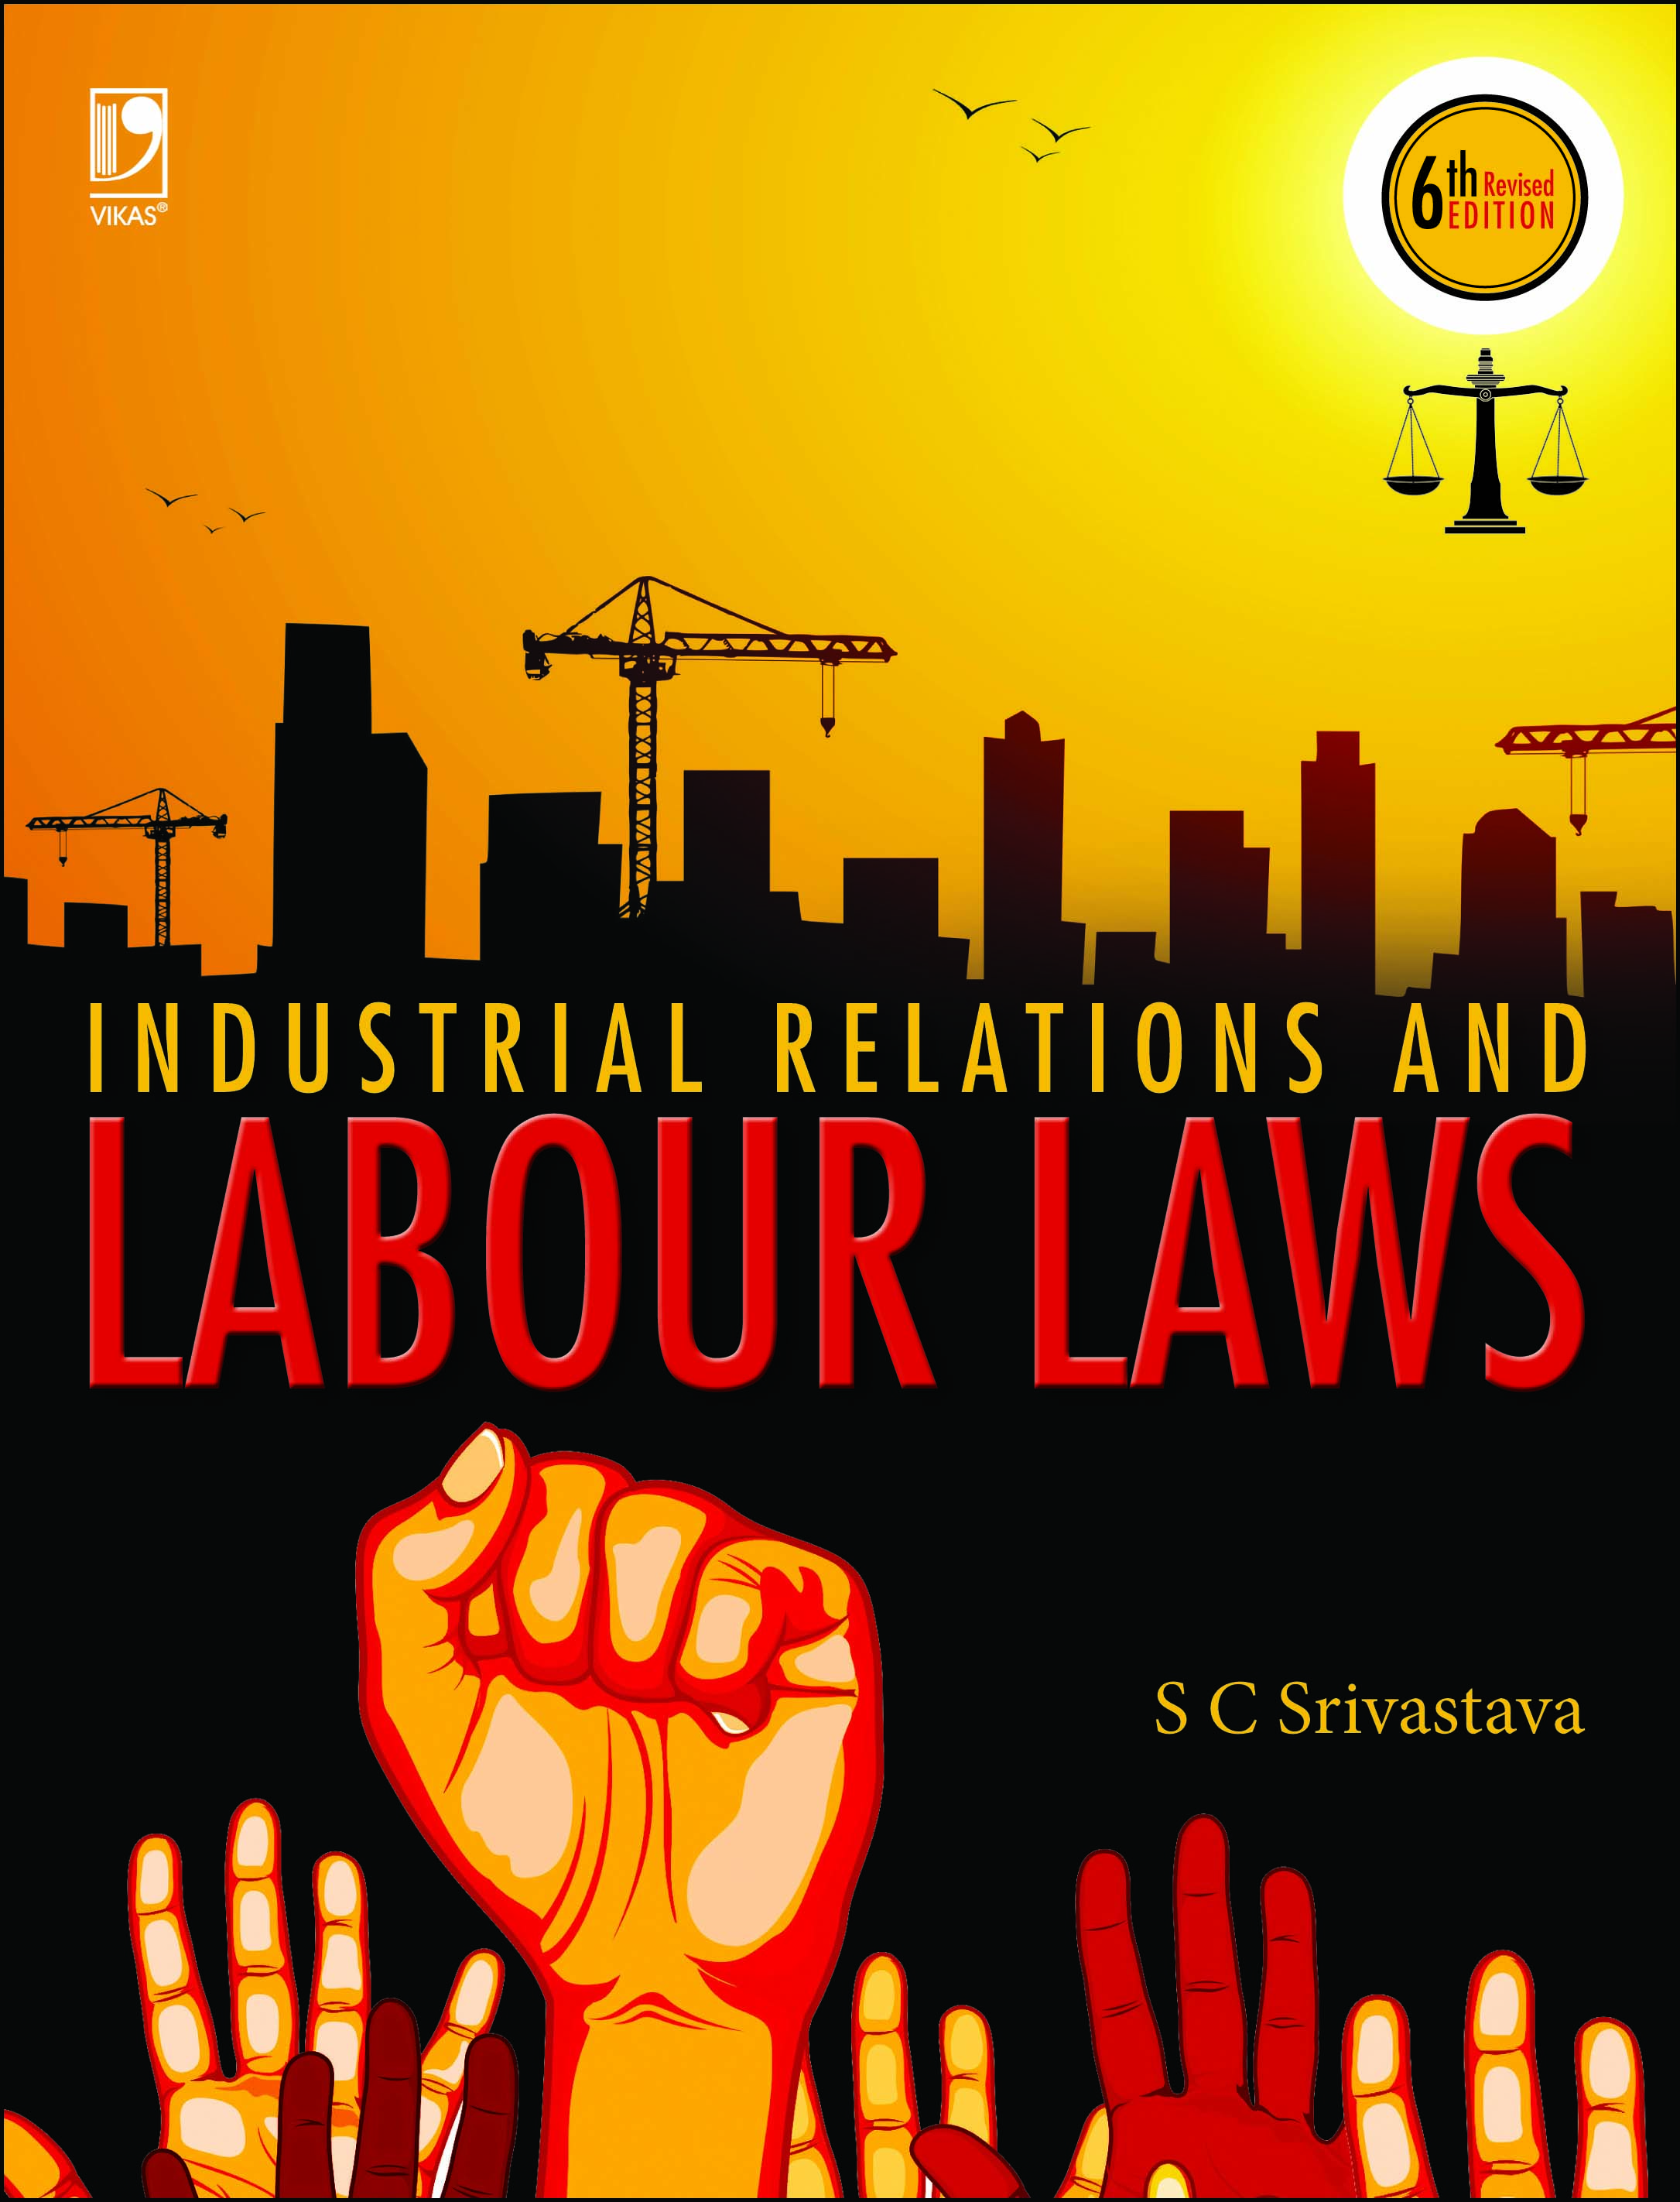 VIKAS®
6th Revised
EDITION
INDUSTRIAL RELATIONS AND
LABOUR LAWS
S C Srivastava